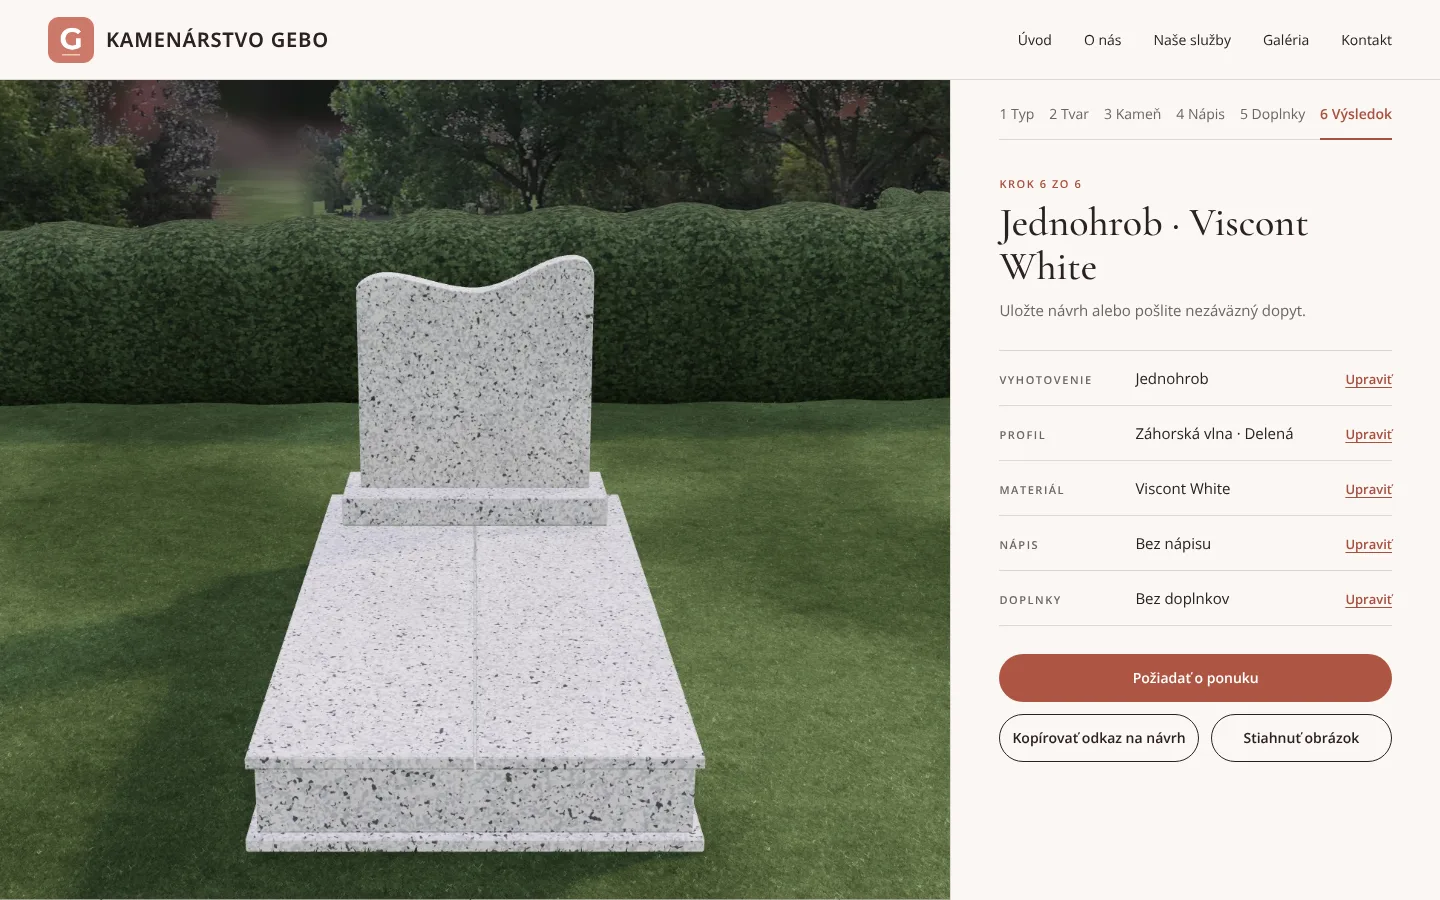 G KAMENÁRSTVO GEBO
Úvod O nás Naše služby Galéria Kontakt
1 Typ 2 Tvar 3 Kameň 4 Nápis 5 Doplnky 6 Výsledok
KROK 6 ZO 6
Jednohrob · Viscont
White
Uložte návrh alebo pošlite nezáväzný dopyt.
VYHOTOVENIE Jednohrob Upraviť
PROFIL Záhorská vlna · Delená Upraviť
MATERIÁL Viscont White Upraviť
NÁPIS Bez nápisu Upraviť
DOPLNKY Bez doplnkov Upraviť
Požiadať o ponuku
Kopírovať odkaz na návrh Stiahnuť obrázok